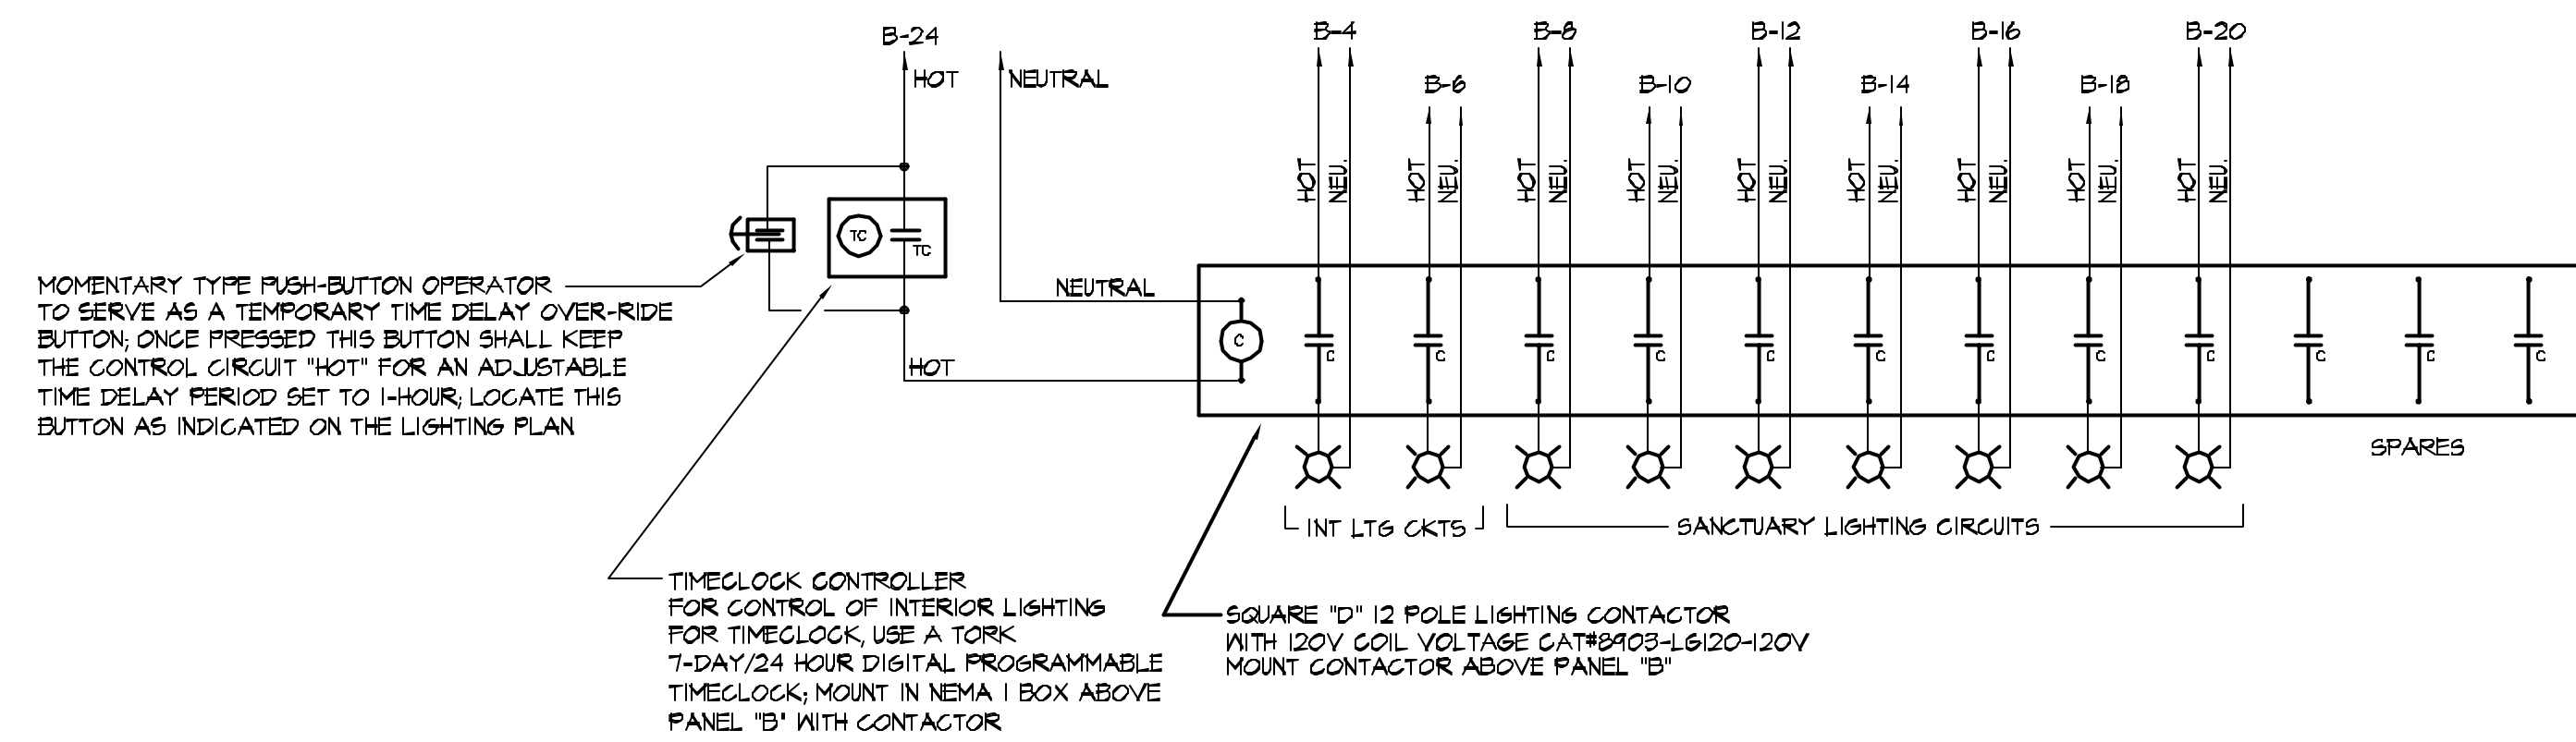 B-24
HOT
NEUTRAL
B-4
B-6
B-8
B-10
B-12
B-14
B-16
B-18
B-20
HOT
NEU.
HOT
NEU.
HOT
NEU.
HOT
NEU.
HOT
NEU.
HOT
NEU.
HOT
NEU.
HOT
NEU.
HOT
NEU.
TC
TC
MOMENTARY TYPE PUSH-BUTTON OPERATOR
TO SERVE AS A TEMPORARY TIME DELAY OVER-RIDE
BUTTON; ONCE PRESSED THIS BUTTON SHALL KEEP
THE CONTROL CIRCUIT "HOT" FOR AN ADJUSTABLE
TIME DELAY PERIOD SET TO 1-HOUR; LOCATE THIS
BUTTON AS INDICATED ON THE LIGHTING PLAN
NEUTRAL
HOT
C
C
C
C
C
C
C
C
C
C
C
C
C
SPARES
INT LTG CKTS
SANCTUARY LIGHTING CIRCUITS
TIMECLOCK CONTROLLER
FOR CONTROL OF INTERIOR LIGHTING
FOR TIMECLOCK, USE A TORK
7-DAY/24 HOUR DIGITAL PROGRAMMABLE
TIMECLOCK; MOUNT IN NEMA 1 BOX ABOVE
PANEL "B" WITH CONTACTOR
SQUARE "D" 12 POLE LIGHTING CONTACTOR
WITH 120V COIL VOLTAGE CAT#8903-LG120-120V
MOUNT CONTACTOR ABOVE PANEL "B"